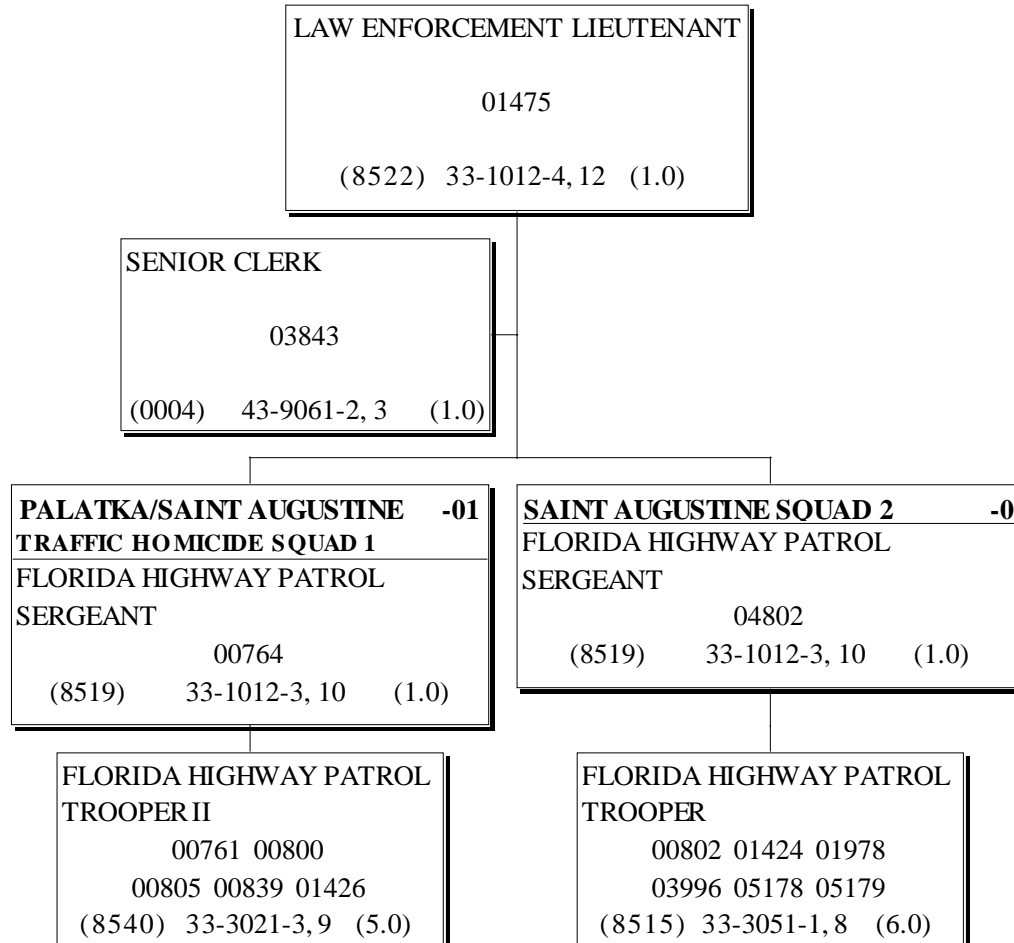 LAW ENFORCEMENT LIEUTENANT
01475
(8522) 33-1012-4, 12 (1.0)
SENIOR CLERK
03843
(0004) 43-9061-2, 3 (1.0)
PALATKA/SAINT AUGUSTINE -01
TRAFFIC HOMICIDE SQUAD 1
FLORIDA HIGHWAY PATROL
SERGEANT
00764
(8519) 33-1012-3, 10 (1.0)
SAINT AUGUSTINE SQUAD 2 -0
FLORIDA HIGHWAY PATROL
SERGEANT
04802
(8519) 33-1012-3, 10 (1.0)
FLORIDA HIGHWAY PATROL
TROOPER II
00761 00800
00805 00839 01426
(8540) 33-3021-3, 9 (5.0)
FLORIDA HIGHWAY PATROL
TROOPER
00802 01424 01978
03996 05178 05179
(8515) 33-3051-1, 8 (6.0)